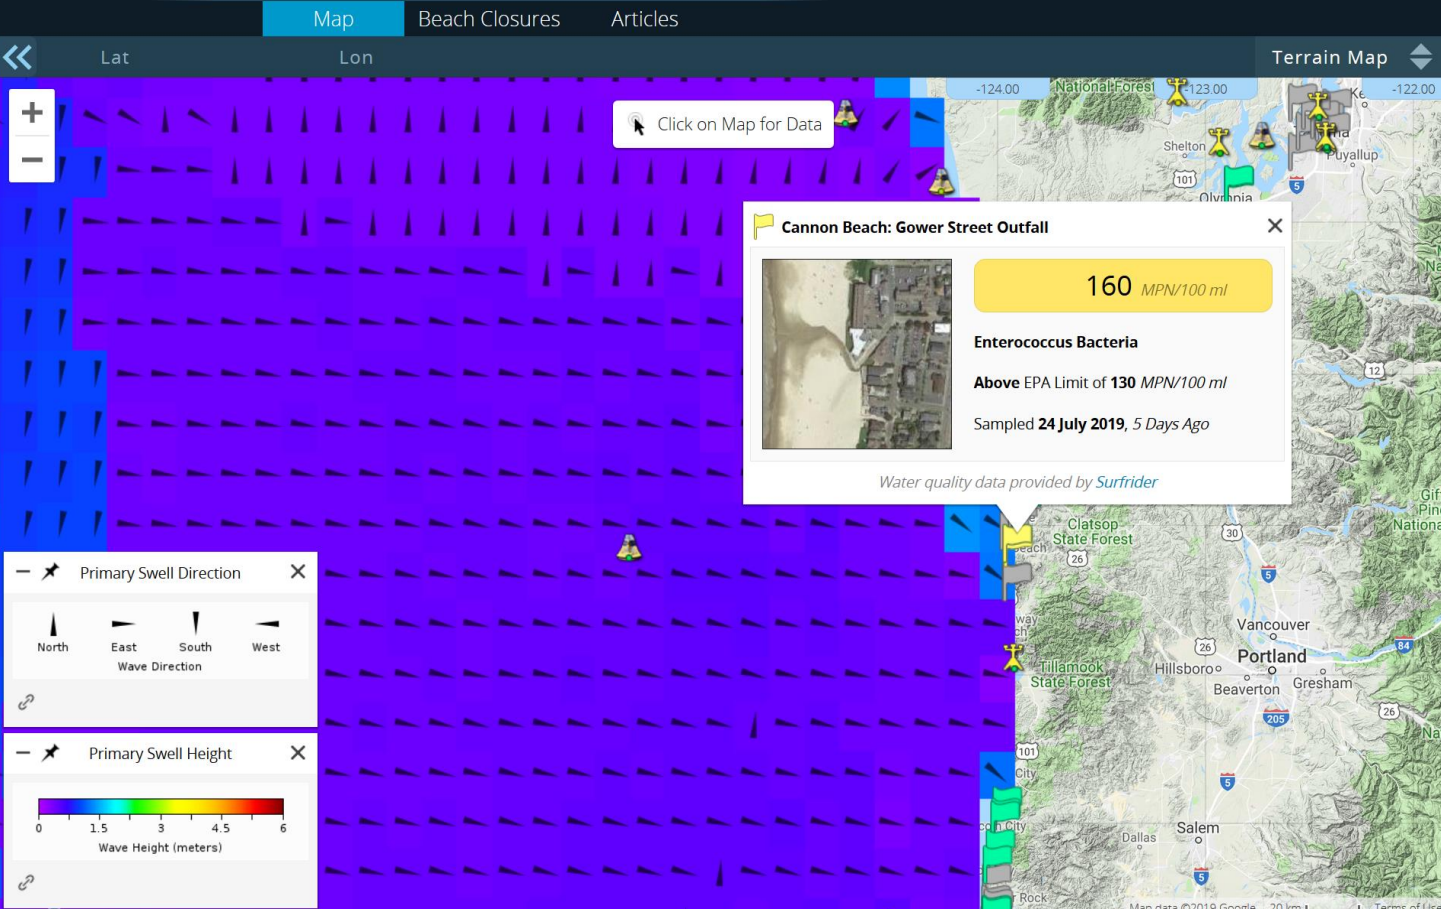 Map Beach Closures Articles
Lat Lon Terrain Map
-124.00 -123.00 -122.00
National Forest
Click on Map for Data
Shelton
Puyallup
101
5
Olympia
Cannon Beach: Gower Street Outfall
160 MPN/100 ml
Enterococcus Bacteria
Above EPA Limit of 130 MPN/100 ml
Sampled 24 July 2019, 5 Days Ago
Water quality data provided by Surfrider
12
Clatsop
State Forest
26
30
5
Primary Swell Direction
North East South West
Wave Direction
Vancouver
26
Portland
84
Hillsboro
Beaverton
Gresham
Tillamook
State Forest
205
26
101
City
5
Primary Swell Height
0 1.5 3 4.5 6
Wave Height (meters)
Salem
Dallas
5
Rock
Map data ©2019 Google 20 km Terms of Use